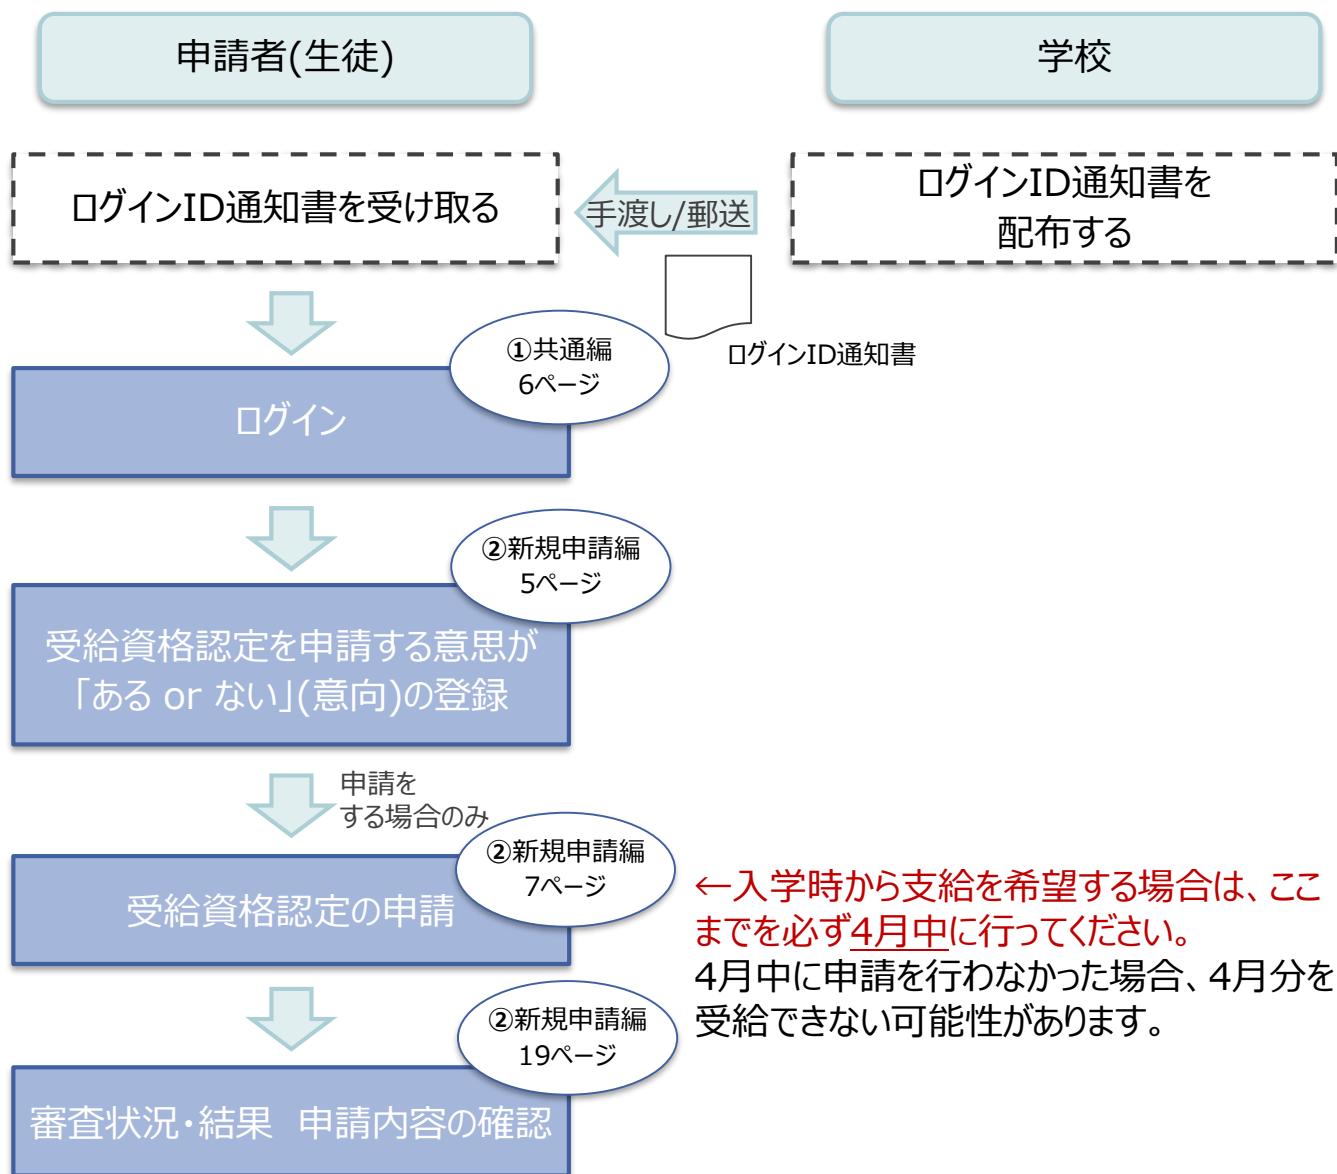 申請者(生徒)
学校
ログインID通知書を受け取る
手渡し/郵送
ログインID通知書を
配布する
ログインID通知書
①共通編
6ページ
ログイン
②新規申請編
5ページ
受給資格認定を申請する意思が
「ある or ない」(意向)の登録
申請を
する場合のみ
②新規申請編
7ページ
受給資格認定の申請
←入学時から支給を希望する場合は、ここ
までを必ず4月中に行ってください。
4月中に申請を行わなかった場合、4月分を
受給できない可能性があります。
②新規申請編
19ページ
審査状況・結果　申請内容の確認